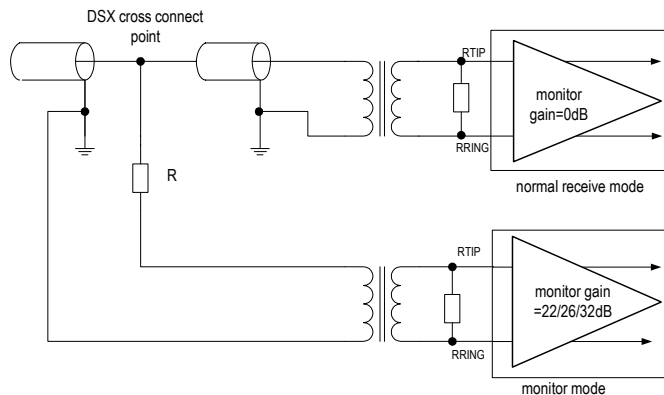 DSX cross connect
point
RTIP
monitor
gain=0dB
RRING
normal receive mode
R
RTIP
monitor gain
=22/26/32dB
RRING
monitor mode